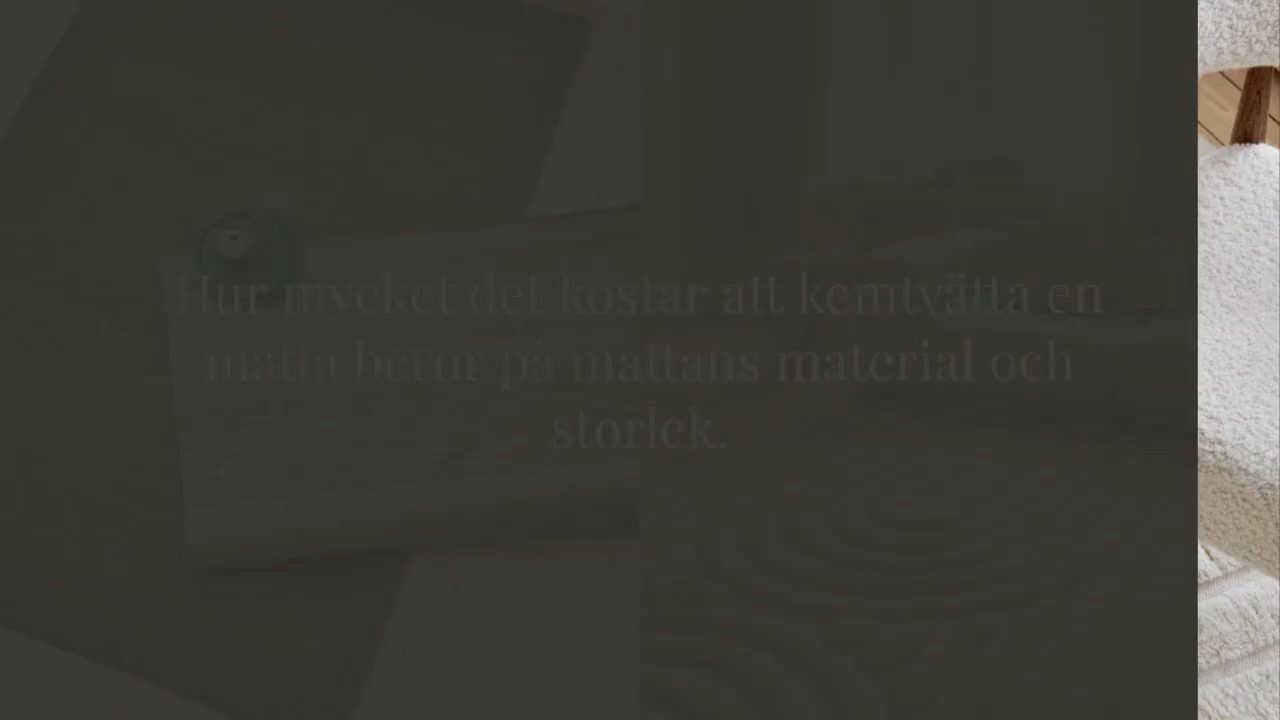 Hur mycket det kostar att kemtvätta en
matta beror på mattans material och
storlek.